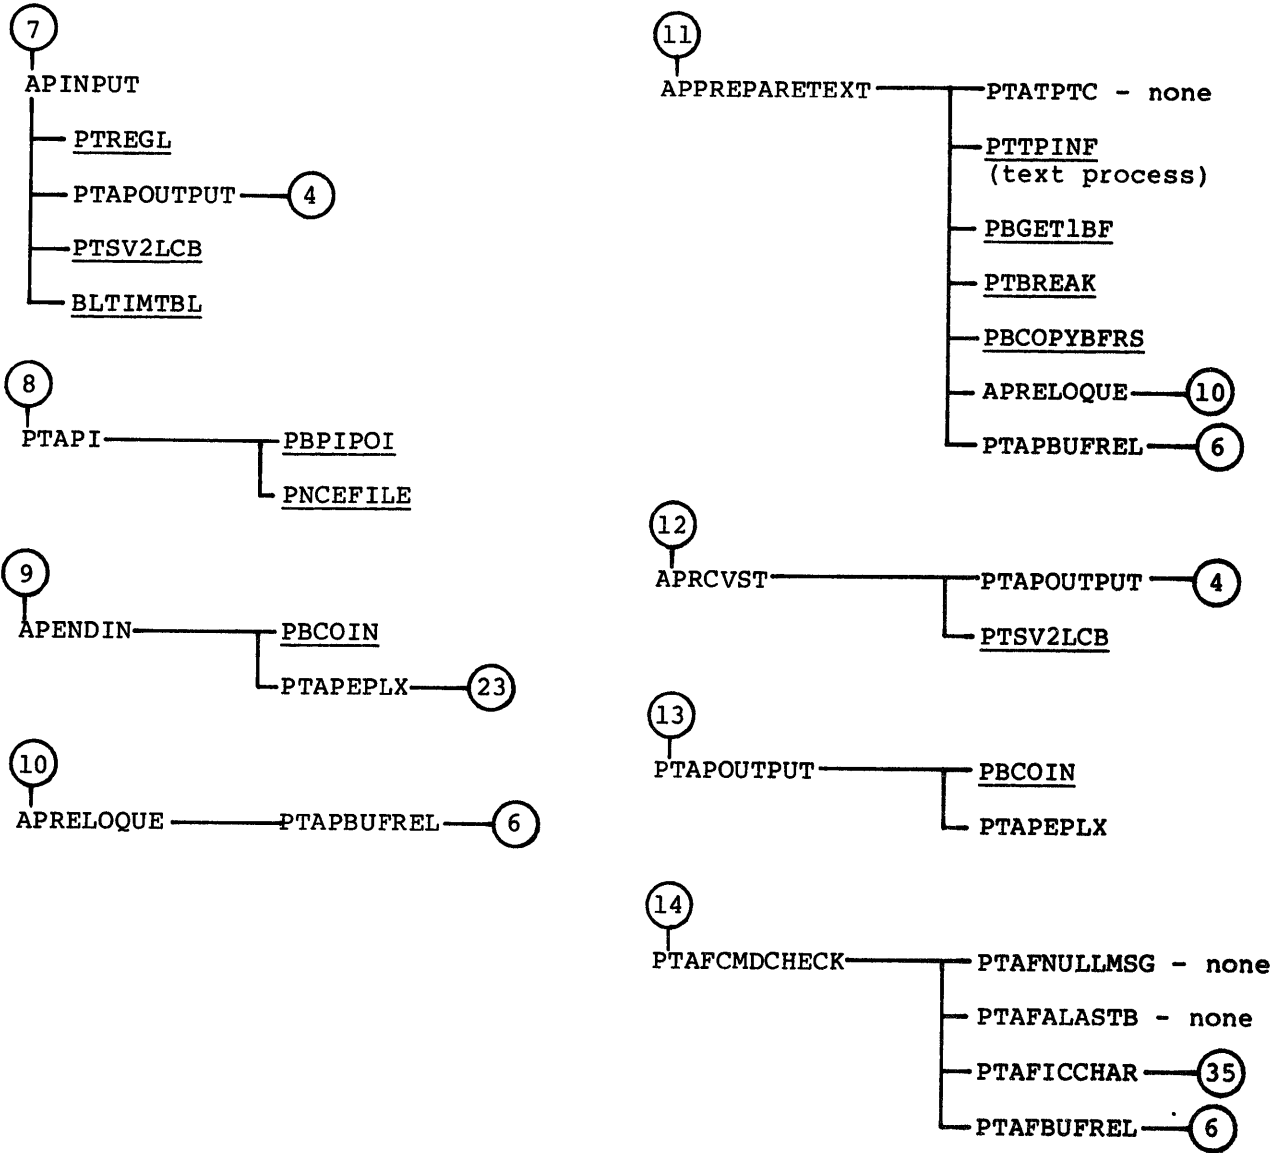 7
APINPUT
PTREGL
PTAPOUTPUT 4
PTSV2LCB
BLTIMTBL
8
PTAPI PBPIPOI
PNCEFILE
9
APENDIN PBCOIN
PTAPEPLX 23
10
APRELOQUE PTAPBUFREL 6
11
APPREPARETEXT PTATPTC - none
PTTPINF
(text process)
PBGET1BF
PTBREAK
PBCOPYBFRS
APRELOQUE 10
PTAPBUFREL 6
12
APRCVST PTAPOUTPUT 4
PTSV2LCB
13
PTAPOUTPUT PBCOIN
PTAPEPLX
14
PTAFCMDCHECK PTAFNULLMSG - none
PTAFALASTB - none
PTAFICCHAR 35
PTAFBUFREL 6